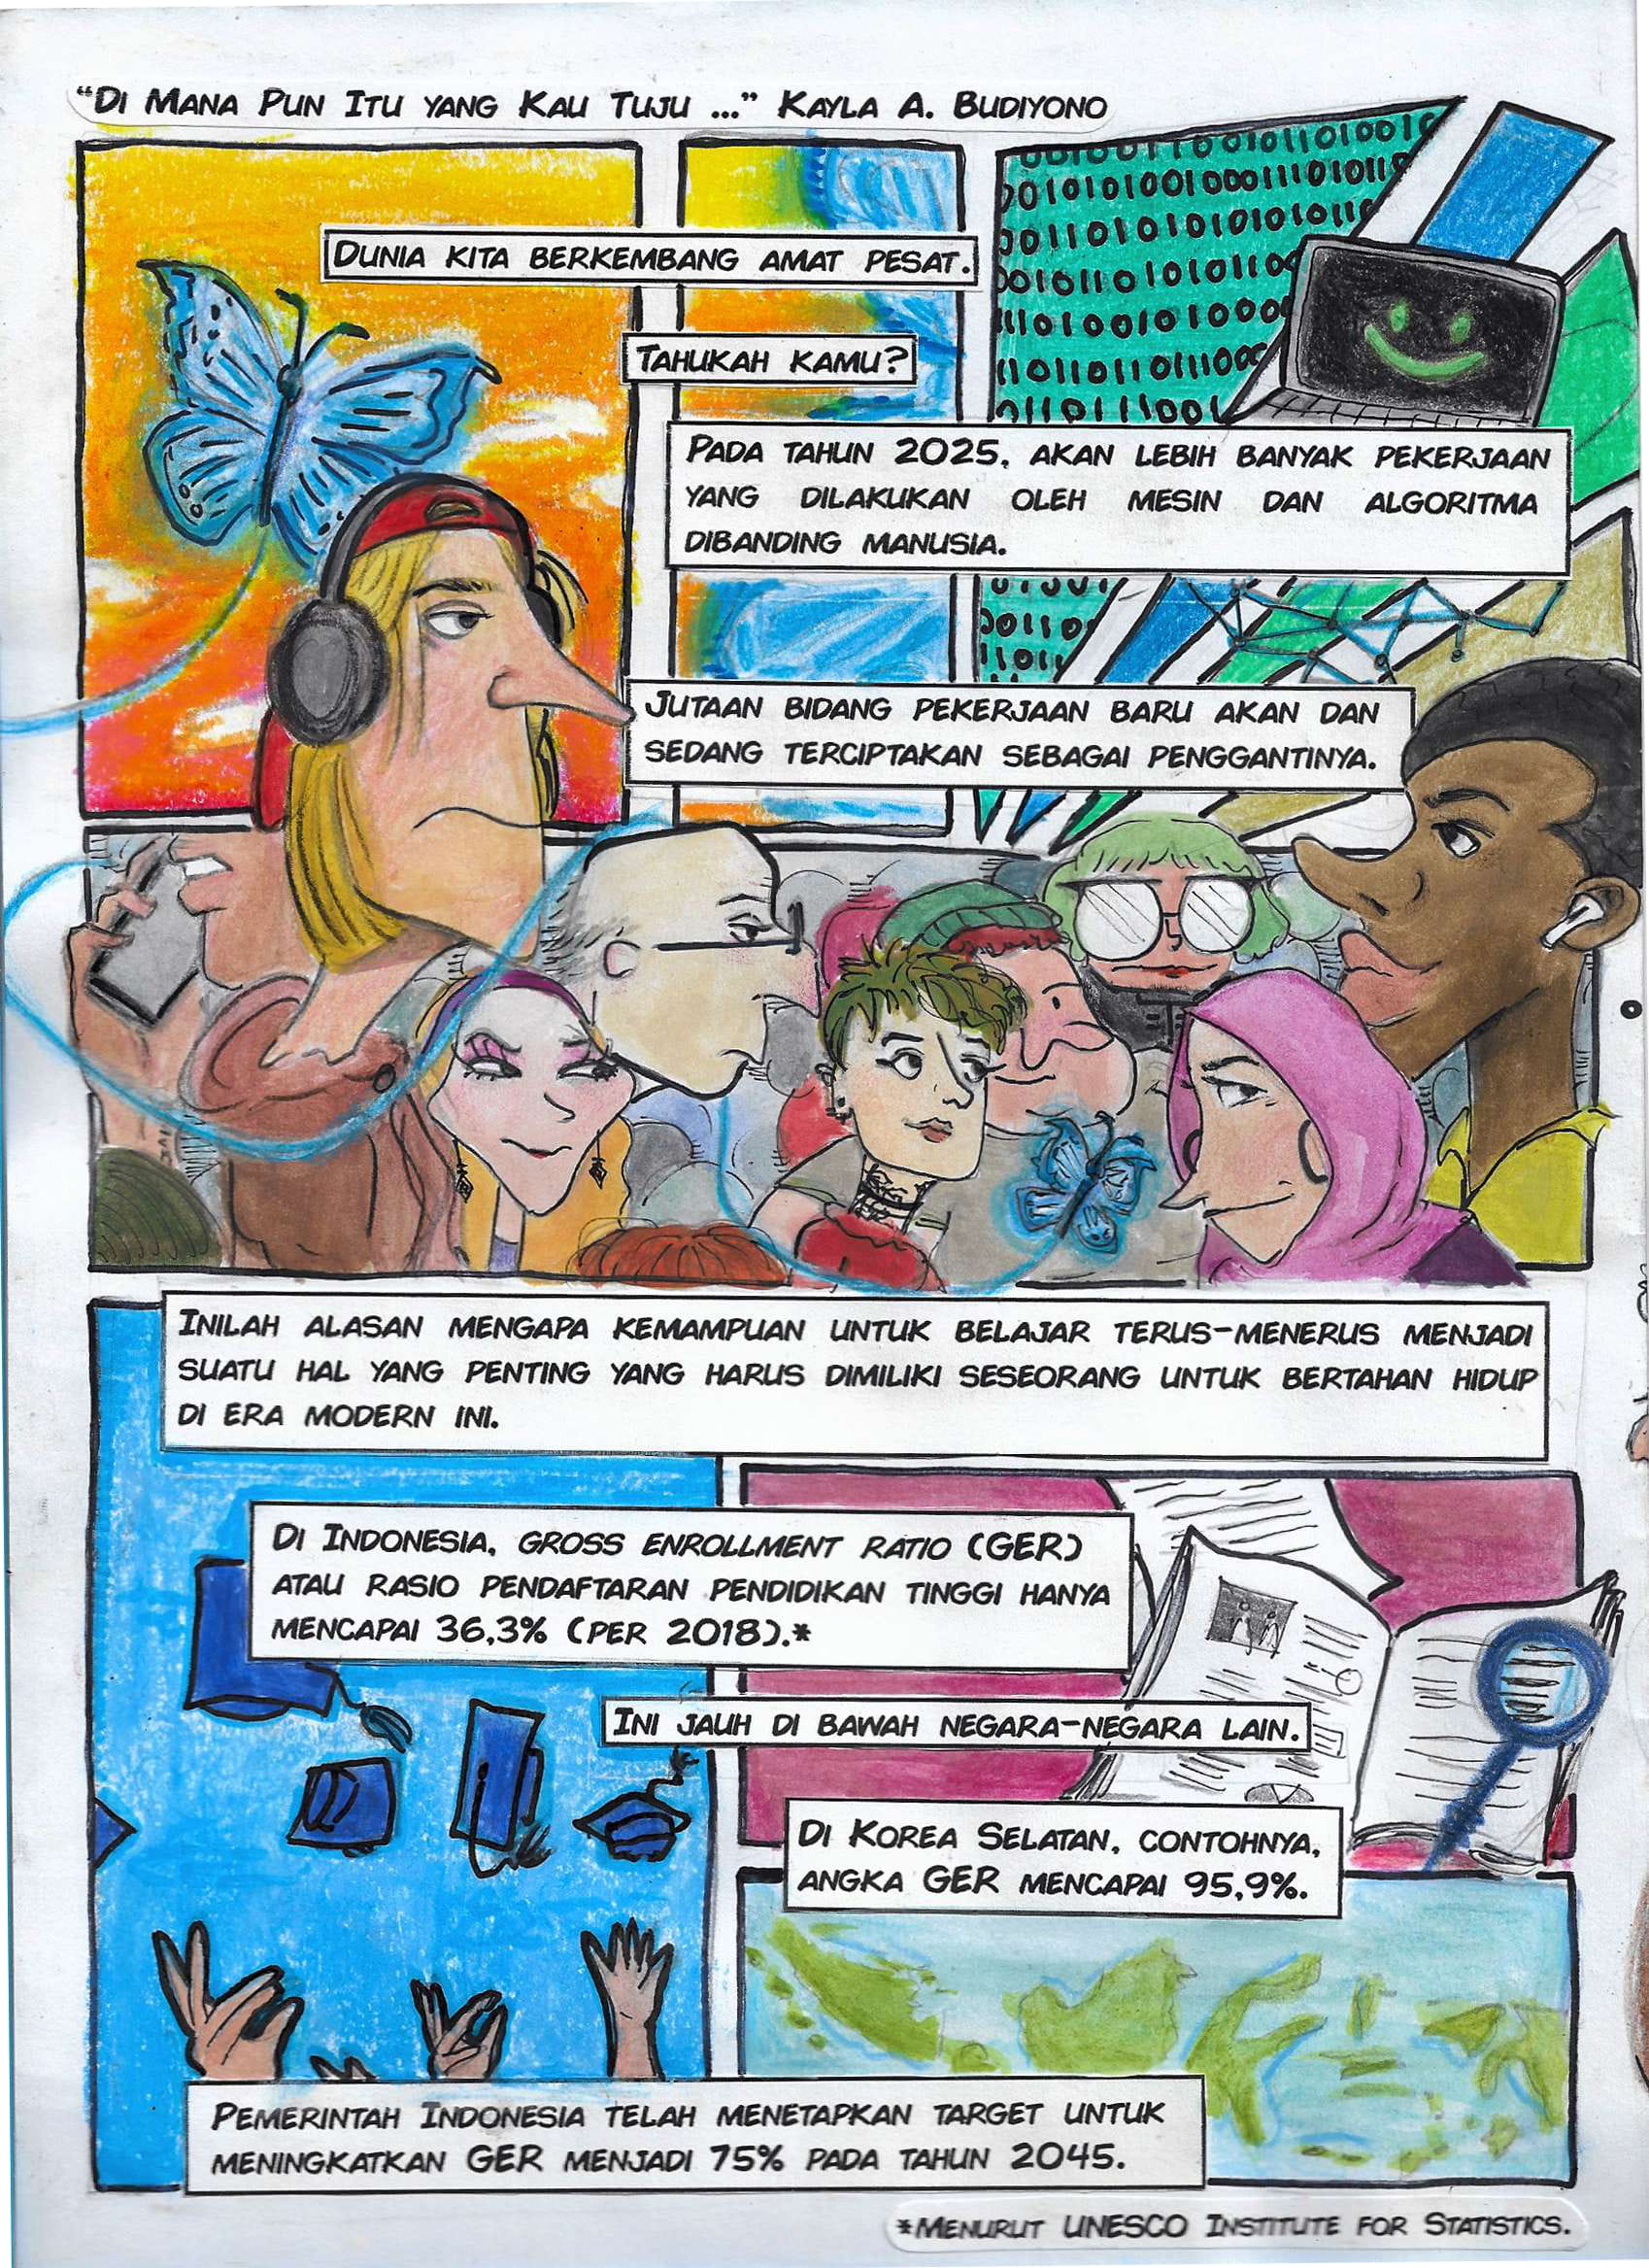 "Di Mana Pun Itu yang Kau Tuju ..." Kayla A. Budiyono
Dunia kita berkembang amat pesat.
Tahukah kamu?
Pada tahun 2025, akan lebih banyak pekerjaan
yang dilakukan oleh mesin dan algoritma
dibanding manusia.
Jutaan bidang pekerjaan baru akan dan
sedang terciptakan sebagai penggantinya.
Inilah alasan mengapa kemampuan untuk belajar terus-menerus menjadi
suatu hal yang penting yang harus dimiliki seseorang untuk bertahan hidup
di era modern ini.
Di Indonesia, gross enrollment ratio (GER)
atau rasio pendaftaran pendidikan tinggi hanya
mencapai 36,3% (per 2018).*
Ini jauh di bawah negara-negara lain.
Di Korea Selatan, contohnya,
angka GER mencapai 95,9%.
Pemerintah Indonesia telah menetapkan target untuk
meningkatkan GER menjadi 75% pada tahun 2045.
*Menurut UNESCO Institute for Statistics.